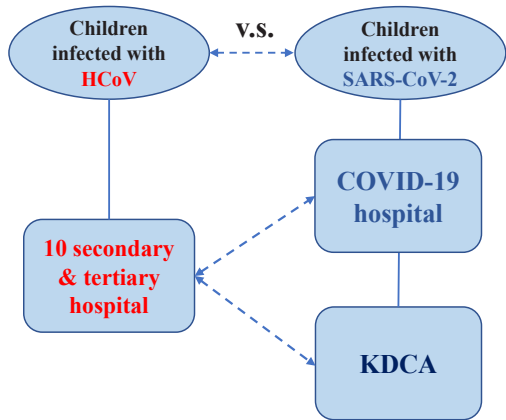 Children
infected with
HCoV
v.s.
Children
infected with
SARS-CoV-2
COVID-19
hospital
10 secondary
& tertiary
hospital
KDCA